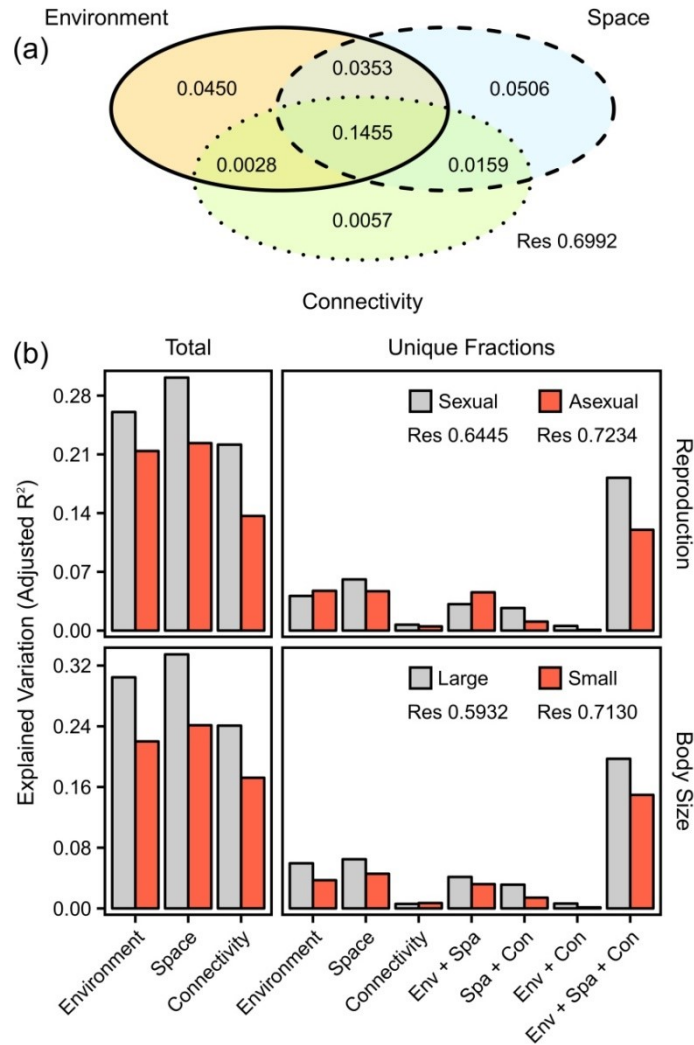 Environment Space
(a)
0.0450 0.0353 0.0506
0.1455
0.0028 0.0159
0.0057
Res 0.6992
Connectivity
(b)
Total Unique Fractions
Sexual Asexual
Res 0.6445 Res 0.7234
0.28
0.21
0.14
0.07
0.00
Reproduction
Explained Variation (Adjusted R²)
Large Small
Res 0.5932 Res 0.7130
0.32
0.24
0.16
0.08
0.00
Body Size
Environment
Space
Connectivity
Environment
Space
Connectivity
Env + Spa
Spa + Con
Env + Con
Env + Spa + Con